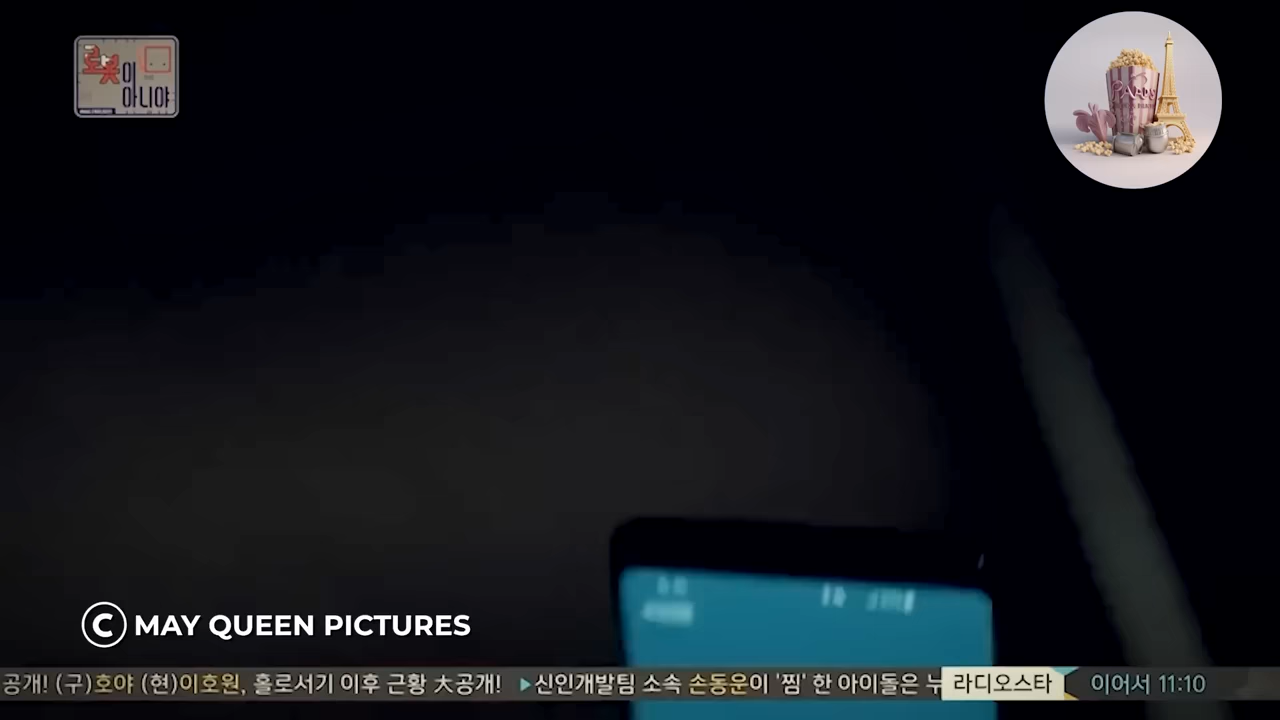 로봇이
아니야
PARIS
Ⓒ MAY QUEEN PICTURES
공개! (구)호야 (현)이호원, 홀로서기 이후 근황 大공개! ▶신인개발팀 소속 손동운이 '찜' 한 아이돌은 누
라디오스타 이어서 11:10